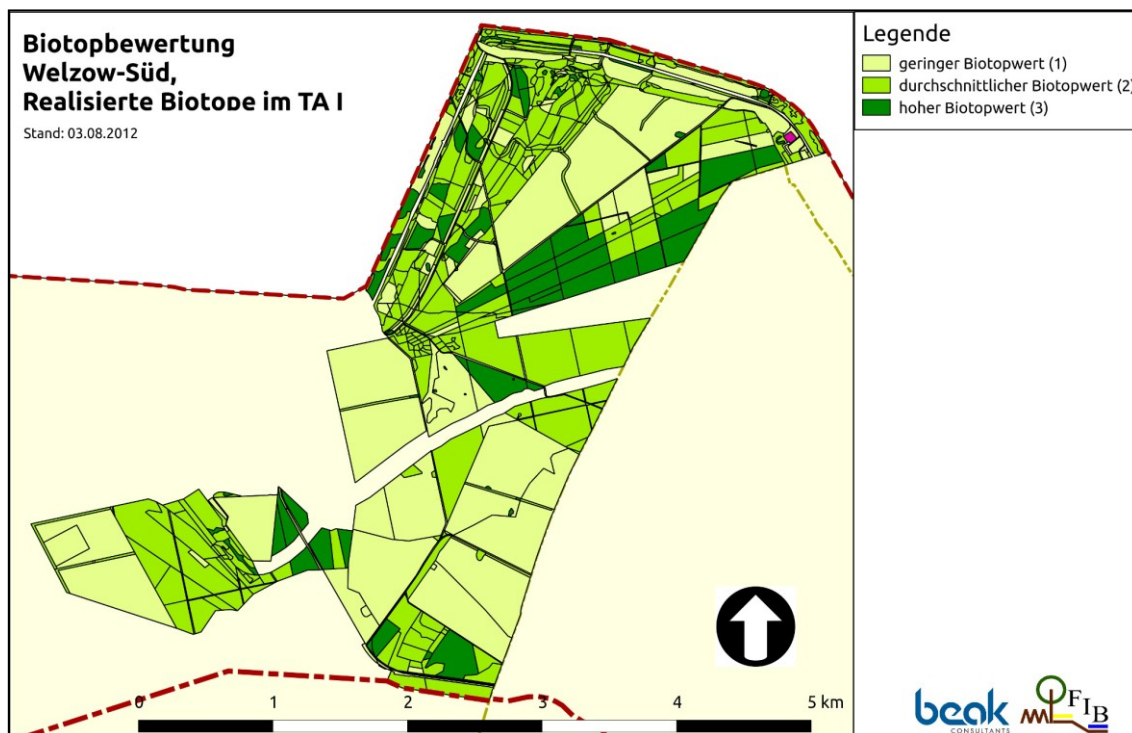 Biotopbewertung
Welzow-Süd,
Realisierte Biotope im TA I
Stand: 03.08.2012
Legende
geringer Biotopwert (1)
durchschnittlicher Biotopwert (2)
hoher Biotopwert (3)
0 1 2 3 4 5 km
beak
CONSULTANTS
FIB